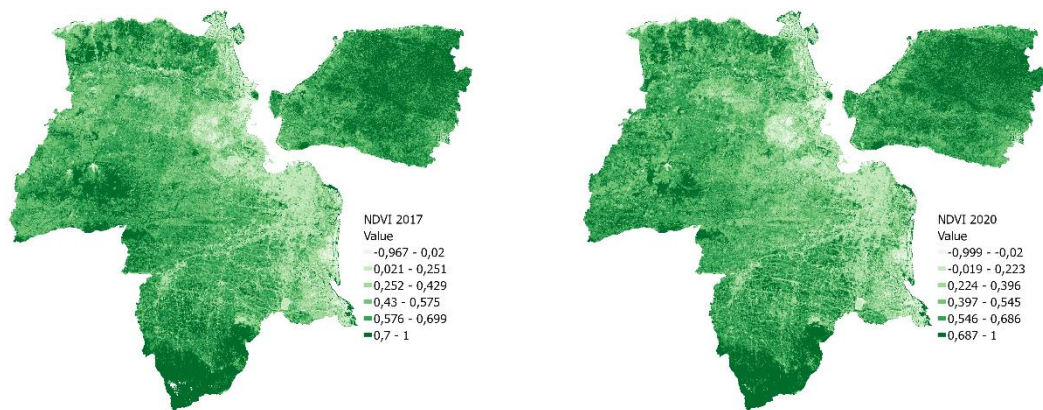 NDVI 2017
Value
-0,967 - 0,02
0,021 - 0,251
0,252 - 0,429
0,43 - 0,575
0,576 - 0,699
0,7 - 1
NDVI 2020
Value
-0,999 - -0,02
-0,019 - 0,223
0,224 - 0,396
0,397 - 0,545
0,546 - 0,686
0,687 - 1